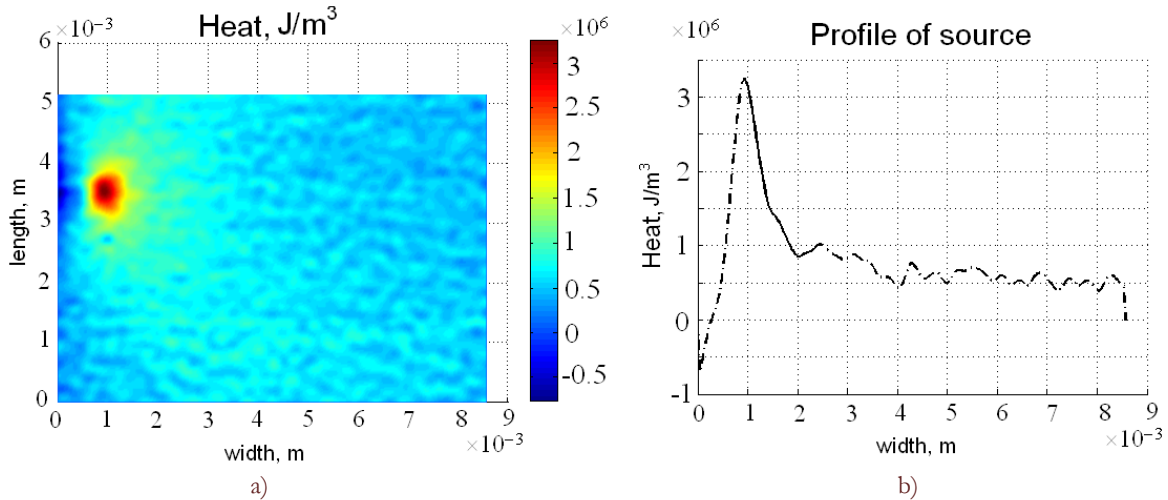 ×10⁻³
Heat, J/m³
×10⁶
6
5
4
3
2
1
0
length, m
0 1 2 3 4 5 6 7 8 9
×10⁻³
width, m
3
2.5
2
1.5
1
0.5
0
-0.5
a)
×10⁶
Profile of source
3
2
1
0
-1
Heat, J/m³
0 1 2 3 4 5 6 7 8 9
×10⁻³
width, m
b)